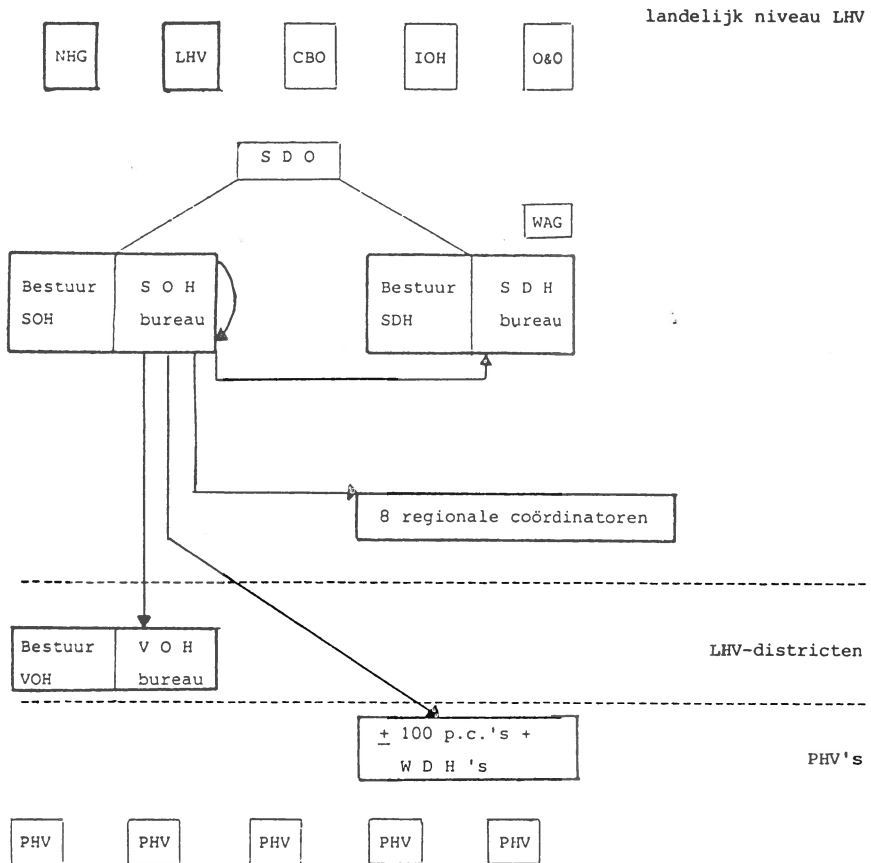 landelijk niveau LHV
NHG LHV CBO IOH O&O
S D O
WAG
Bestuur S O H Bestuur S D H
SOH bureau SDH bureau
8 regionale coördinatoren
Bestuur V O H
LHV-districten
VOH bureau
± 100 p.c.'s +
W D H 's
PHV's
PHV PHV PHV PHV PHV